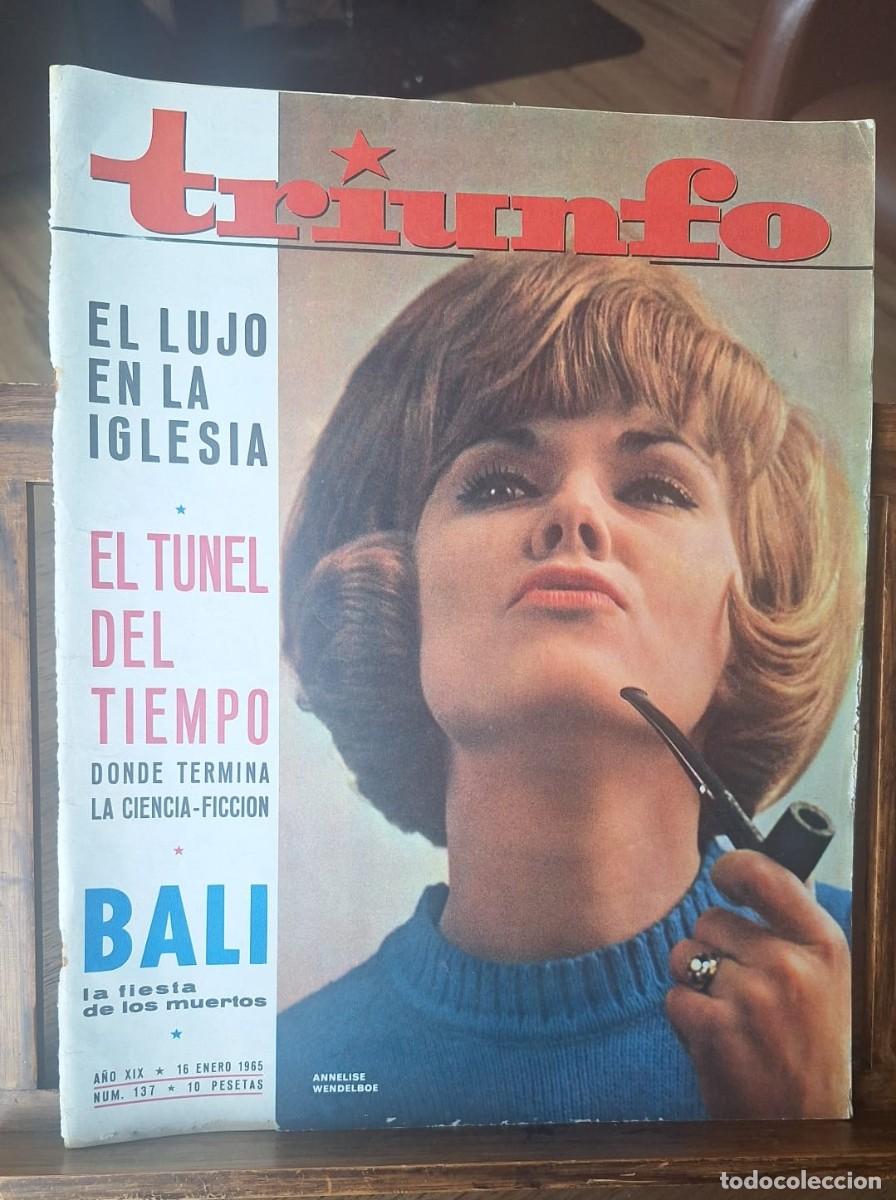 triunfo
EL LUJO
EN LA
IGLESIA
EL TUNEL
DEL
TIEMPO
DONDE TERMINA
LA CIENCIA-FICCION
BALI
la fiesta
de los muertos
AÑO XIX ★ 16 ENERO 1965
NUM. 137 ★ 10 PESETAS
ANNELISE
WENDELBOE
todocoleccion